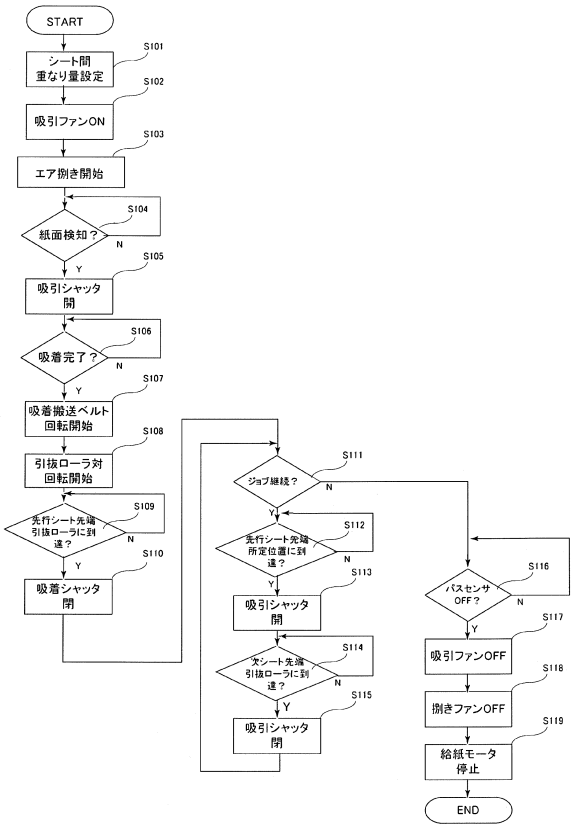 START
S101
シート間
重なり量設定
S102
吸引ファンON
S103
エア捌き開始
S104
紙面検知？
N
Y
S105
吸引シャッタ
開
S106
吸着完了？
N
Y
S107
吸着搬送ベルト
回転開始
S108
引抜ローラ対
回転開始
S109
先行シート先端
引抜ローラに到
達？
N
Y
S110
吸着シャッタ
閉
S111
ジョブ継続？
N
Y
S112
先行シート先端
所定位置に到
達？
N
Y
S113
吸引シャッタ
開
S114
次シート先端
引抜ローラに到
達？
N
Y
S115
吸引シャッタ
閉
S116
パスセンサ
OFF？
N
Y
S117
吸引ファンOFF
S118
捌きファンOFF
S119
給紙モータ
停止
END